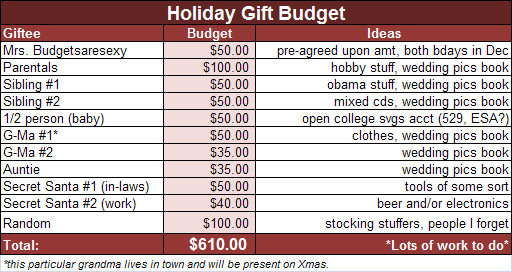 Holiday Gift Budget
Giftee Budget Ideas
Mrs. Budgetsaresexy $50.00 pre-agreed upon amt, both bdays in Dec
Parentals $100.00 hobby stuff, wedding pics book
Sibling #1 $50.00 obama stuff, wedding pics book
Sibling #2 $50.00 mixed cds, wedding pics book
1/2 person (baby) $50.00 open college svgs acct (529, ESA?)
G-Ma #1* $50.00 clothes, wedding pics book
G-Ma #2 $35.00 wedding pics book
Auntie $35.00 wedding pics book
Secret Santa #1 (in-laws) $50.00 tools of some sort
Secret Santa #2 (work) $40.00 beer and/or electronics
Random $100.00 stocking stuffers, people I forget
Total: $610.00 *Lots of work to do*
*this particular grandma lives in town and will be present on Xmas.